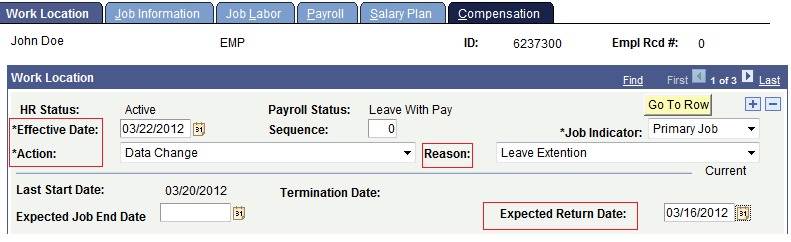 Work Location Job Information Job Labor Payroll Salary Plan Compensation
John Doe EMP ID: 6237300 Empl Rcd #: 0
Work Location Find First 1 of 3 Last
Go To Row
HR Status: Active Payroll Status: Leave With Pay
*Effective Date: 03/22/2012 31 Sequence: 0 *Job Indicator: Primary Job
*Action: Data Change Reason: Leave Extention
Current
Last Start Date: 03/20/2012 Termination Date:
Expected Job End Date 31 Expected Return Date: 03/16/2012 31